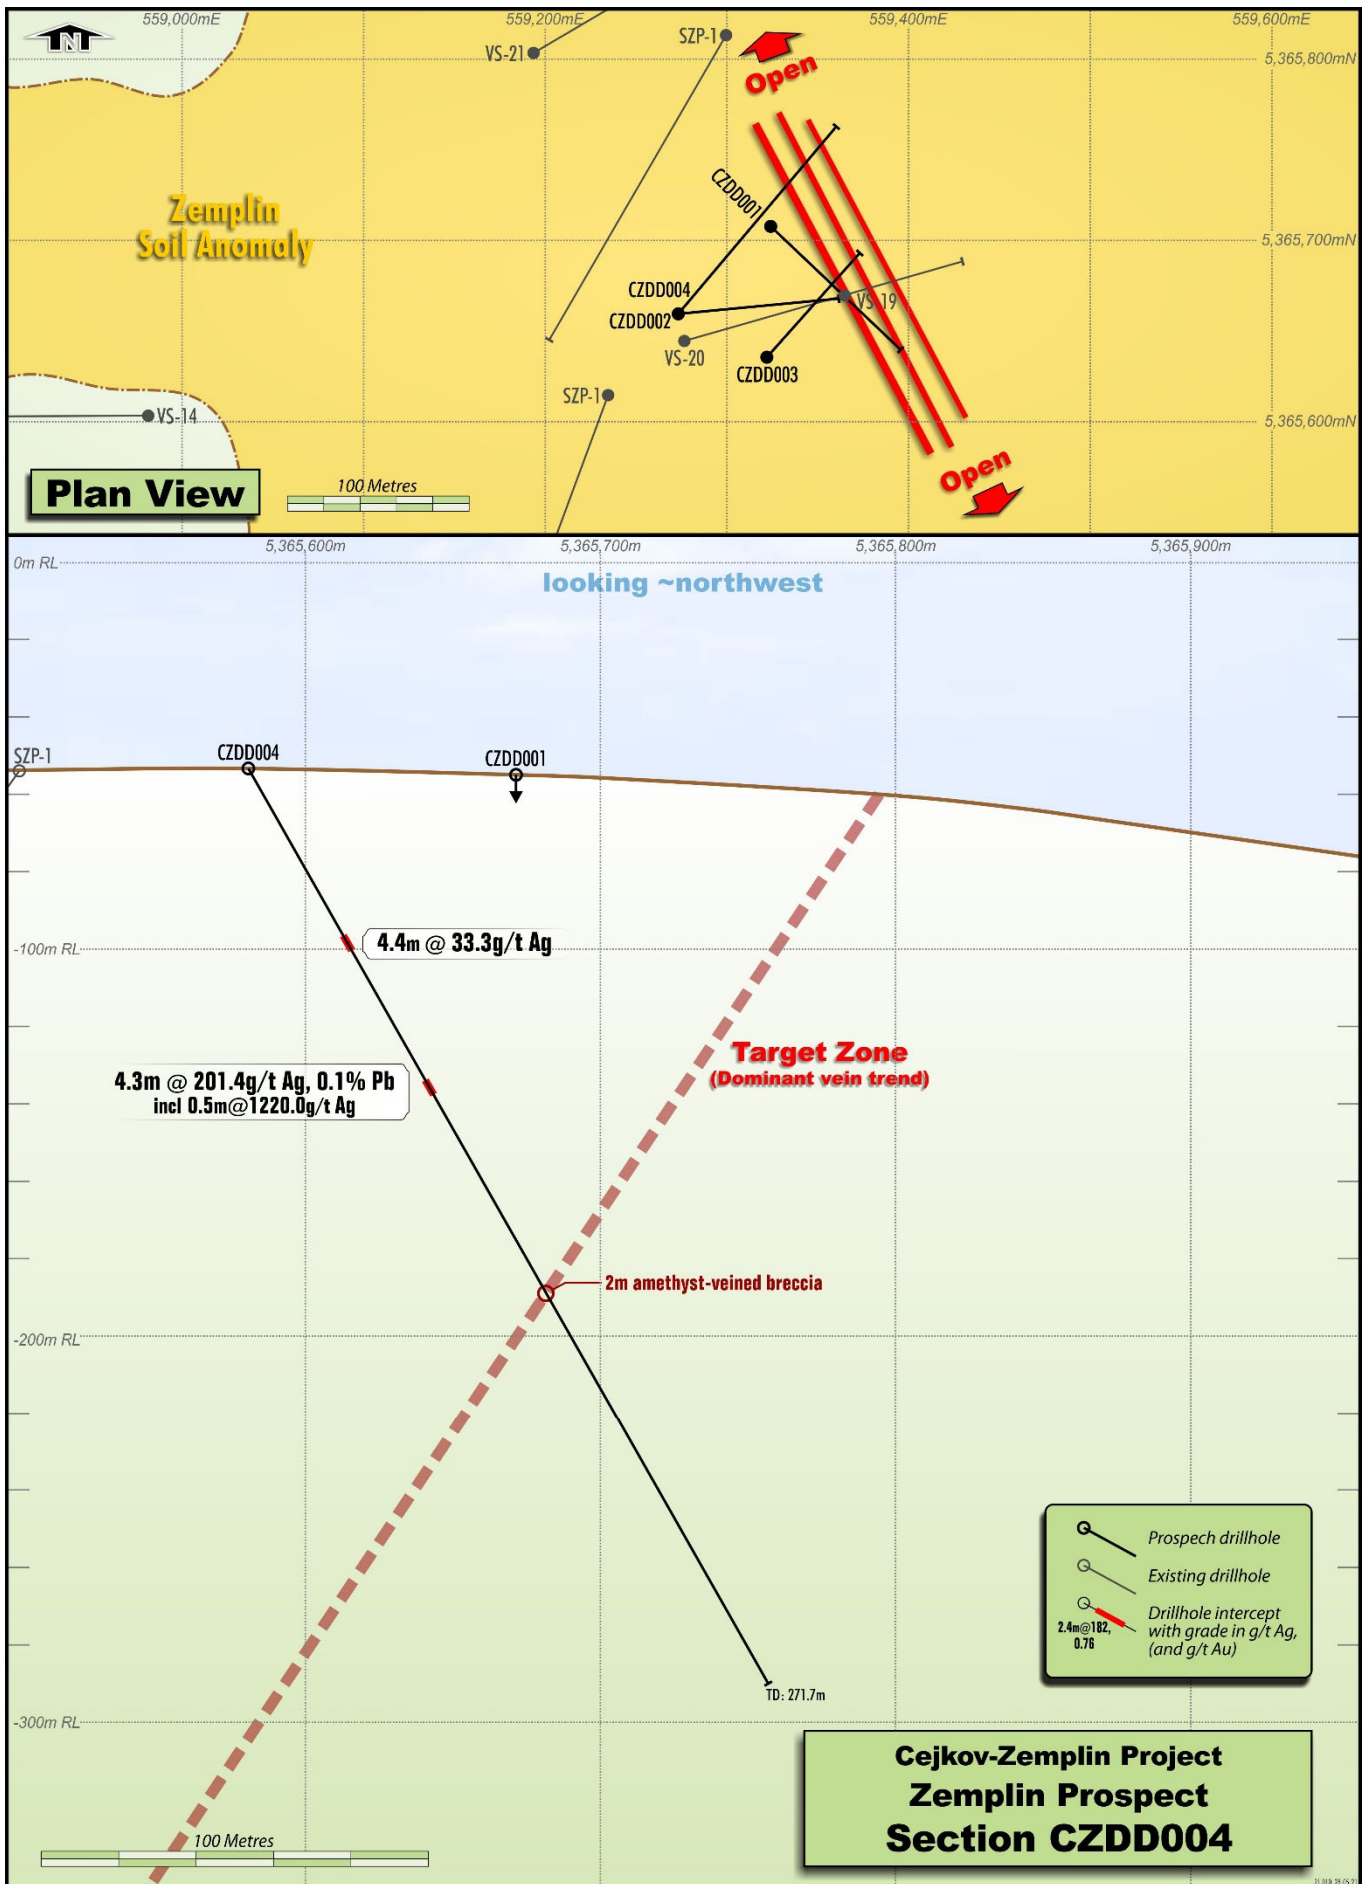 559,000mE
559,200mE
559,400mE
559,600mE
N
VS-21
SZP-1
Open
5,365,800mN
Zemplin
Soil Anomaly
CZDD001
5,365,700mN
CZDD004
CZDD002
VS-19
VS-20
CZDD003
SZP-1
VS-14
5,365,600mN
Open
Plan View
100 Metres
5,365,600m
5,365,700m
5,365,800m
5,365,900m
0m RL
looking ~northwest
SZP-1
CZDD004
CZDD001
4.4m @ 33.3g/t Ag
-100m RL
Target Zone
(Dominant vein trend)
4.3m @ 201.4g/t Ag, 0.1% Pb
incl 0.5m@1220.0g/t Ag
2m amethyst-veined breccia
-200m RL
Prospech drillhole
Existing drillhole
2.4m@182,
0.76
Drillhole intercept
with grade in g/t Ag,
(and g/t Au)
TD: 271.7m
-300m RL
Cejkov-Zemplin Project
Zemplin Prospect
Section CZDD004
100 Metres